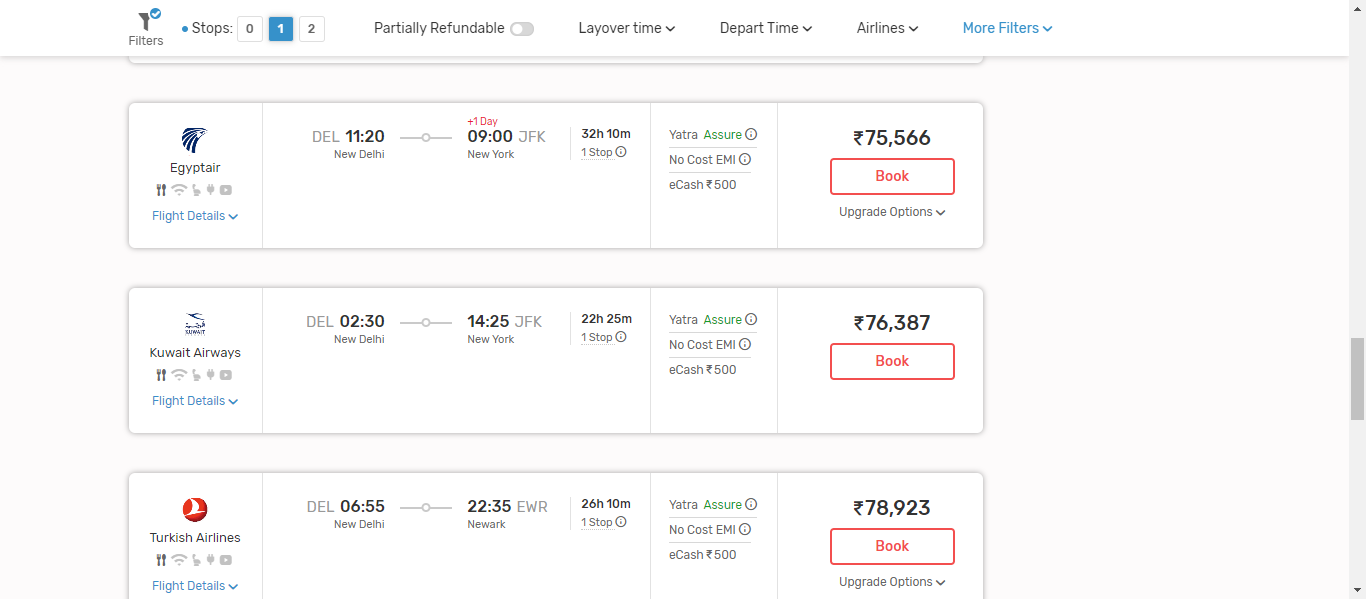 Filters
Stops: 0 1 2
Partially Refundable
Layover time
Depart Time
Airlines
More Filters
Egyptair
Flight Details
DEL 11:20
New Delhi
+1 Day
09:00 JFK
New York
32h 10m
1 Stop
Yatra Assure
No Cost EMI
eCash ₹500
₹75,566
Book
Upgrade Options
KUWAIT
Kuwait Airways
Flight Details
DEL 02:30
New Delhi
14:25 JFK
New York
22h 25m
1 Stop
Yatra Assure
No Cost EMI
eCash ₹500
₹76,387
Book
Turkish Airlines
Flight Details
DEL 06:55
New Delhi
22:35 EWR
Newark
26h 10m
1 Stop
Yatra Assure
No Cost EMI
eCash ₹500
₹78,923
Book
Upgrade Options